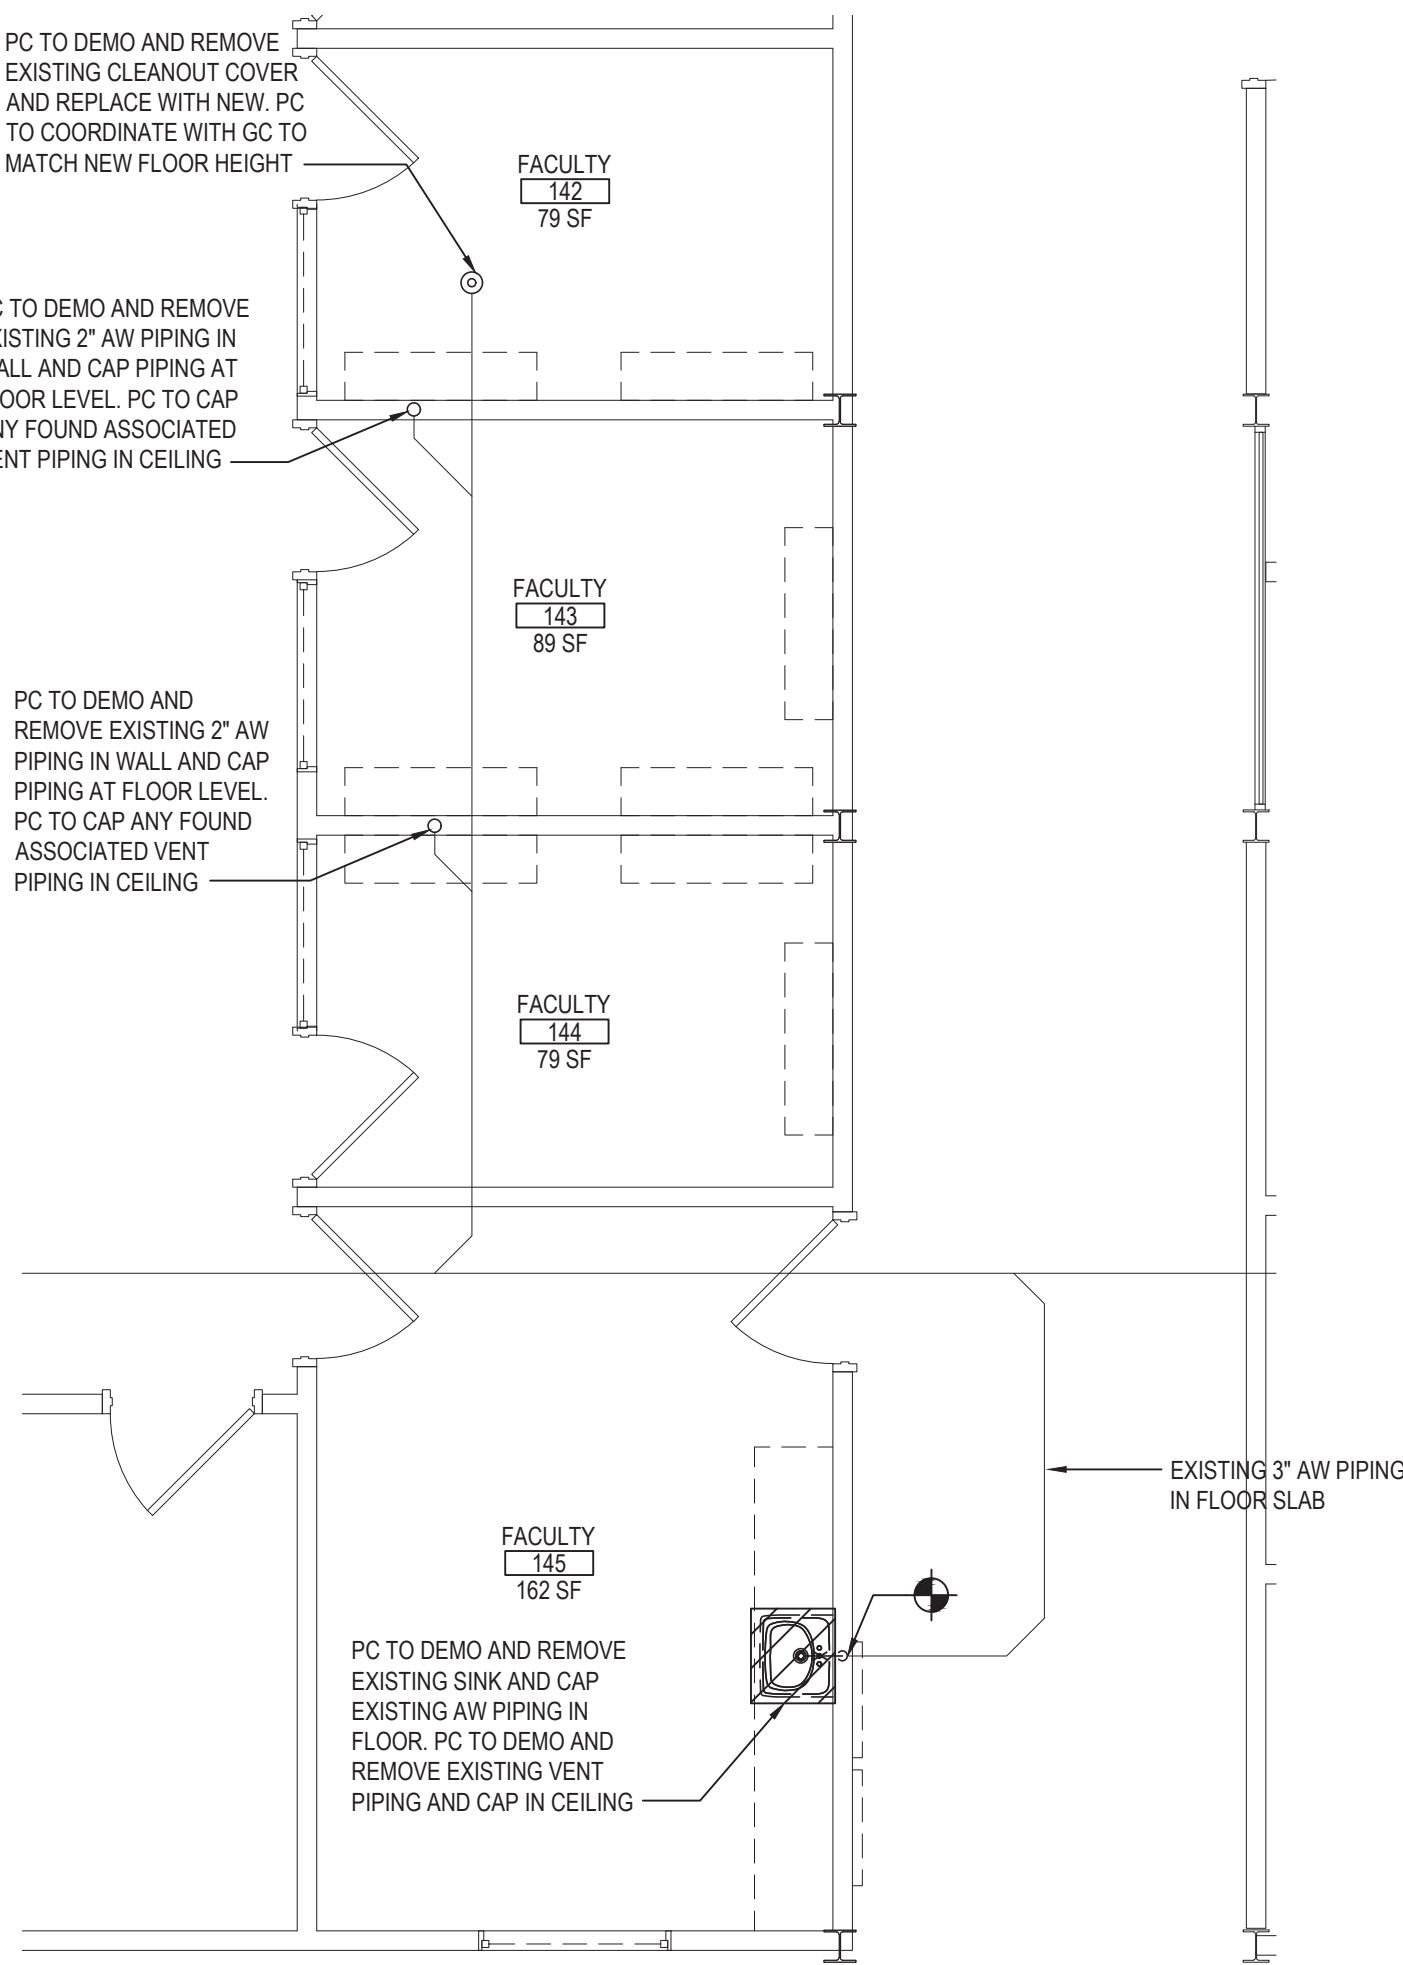 PC TO DEMO AND REMOVE
EXISTING CLEANOUT COVER
AND REPLACE WITH NEW. PC
TO COORDINATE WITH GC TO
MATCH NEW FLOOR HEIGHT
FACULTY
142
79 SF
TO DEMO AND REMOVE
2" AW PIPING IN
AND CAP PIPING AT
LEVEL. PC TO CAP
FOUND ASSOCIATED
PIPING IN CEILING
FACULTY
143
89 SF
PC TO DEMO AND
REMOVE EXISTING 2" AW
PIPING IN WALL AND CAP
PIPING AT FLOOR LEVEL.
PC TO CAP ANY FOUND
ASSOCIATED VENT
PIPING IN CEILING
FACULTY
144
79 SF
EXISTING 3" AW PIPING
IN FLOOR SLAB
FACULTY
145
162 SF
PC TO DEMO AND REMOVE
EXISTING SINK AND CAP
EXISTING AW PIPING IN
FLOOR. PC TO DEMO AND
REMOVE EXISTING VENT
PIPING AND CAP IN CEILING